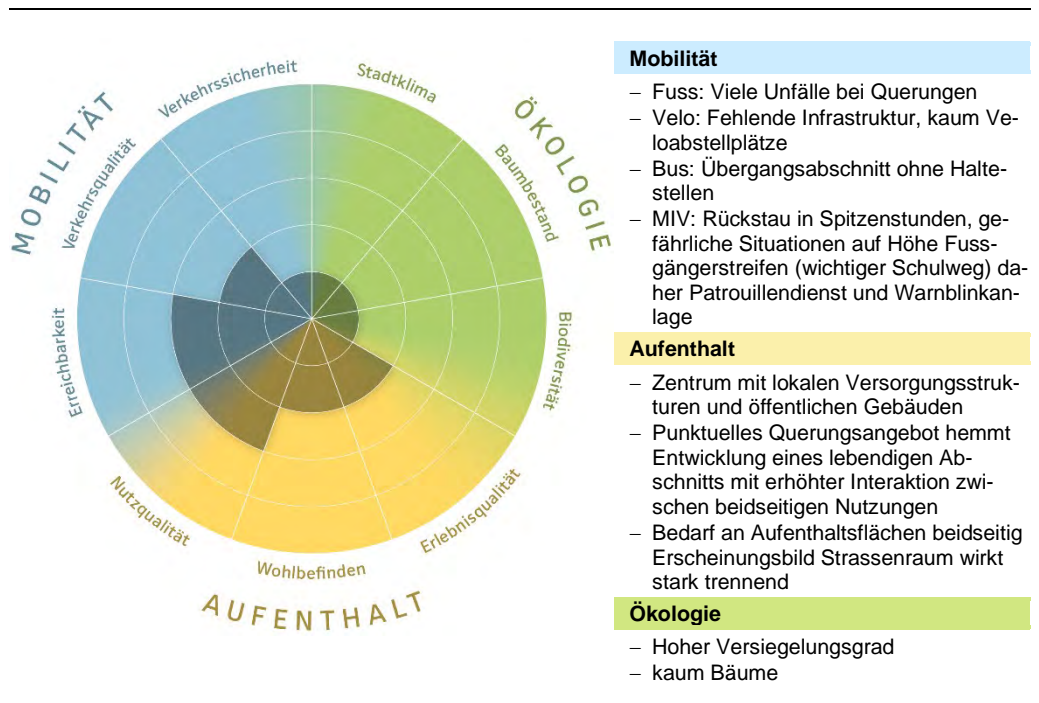 MOBILITÄT
ÖKOLOGIE
AUFENTHALT
Verkehrssicherheit
Stadtklima
Verkehrsqualität
Baumbestand
Erreichbarkeit
Biodiversität
Nutzqualität
Wohlbefinden
Erlebnisqualität
Mobilität
– Fuss: Viele Unfälle bei Querungen
– Velo: Fehlende Infrastruktur, kaum Ve-
loabstellplätze
– Bus: Übergangsabschnitt ohne Halte-
stellen
– MIV: Rückstau in Spitzenstunden, ge-
fährliche Situationen auf Höhe Fuss-
gängerstreifen (wichtiger Schulweg) da-
her Patrouillendienst und Warnblinkan-
lage
Aufenthalt
– Zentrum mit lokalen Versorgungsstruk-
turen und öffentlichen Gebäuden
– Punktuelles Querungsangebot hemmt
Entwicklung eines lebendigen Ab-
schnitts mit erhöhter Interaktion zwi-
schen beidseitigen Nutzungen
– Bedarf an Aufenthaltsflächen beidseitig
Erscheinungsbild Strassenraum wirkt
stark trennend
Ökologie
– Hoher Versiegelungsgrad
– kaum Bäume